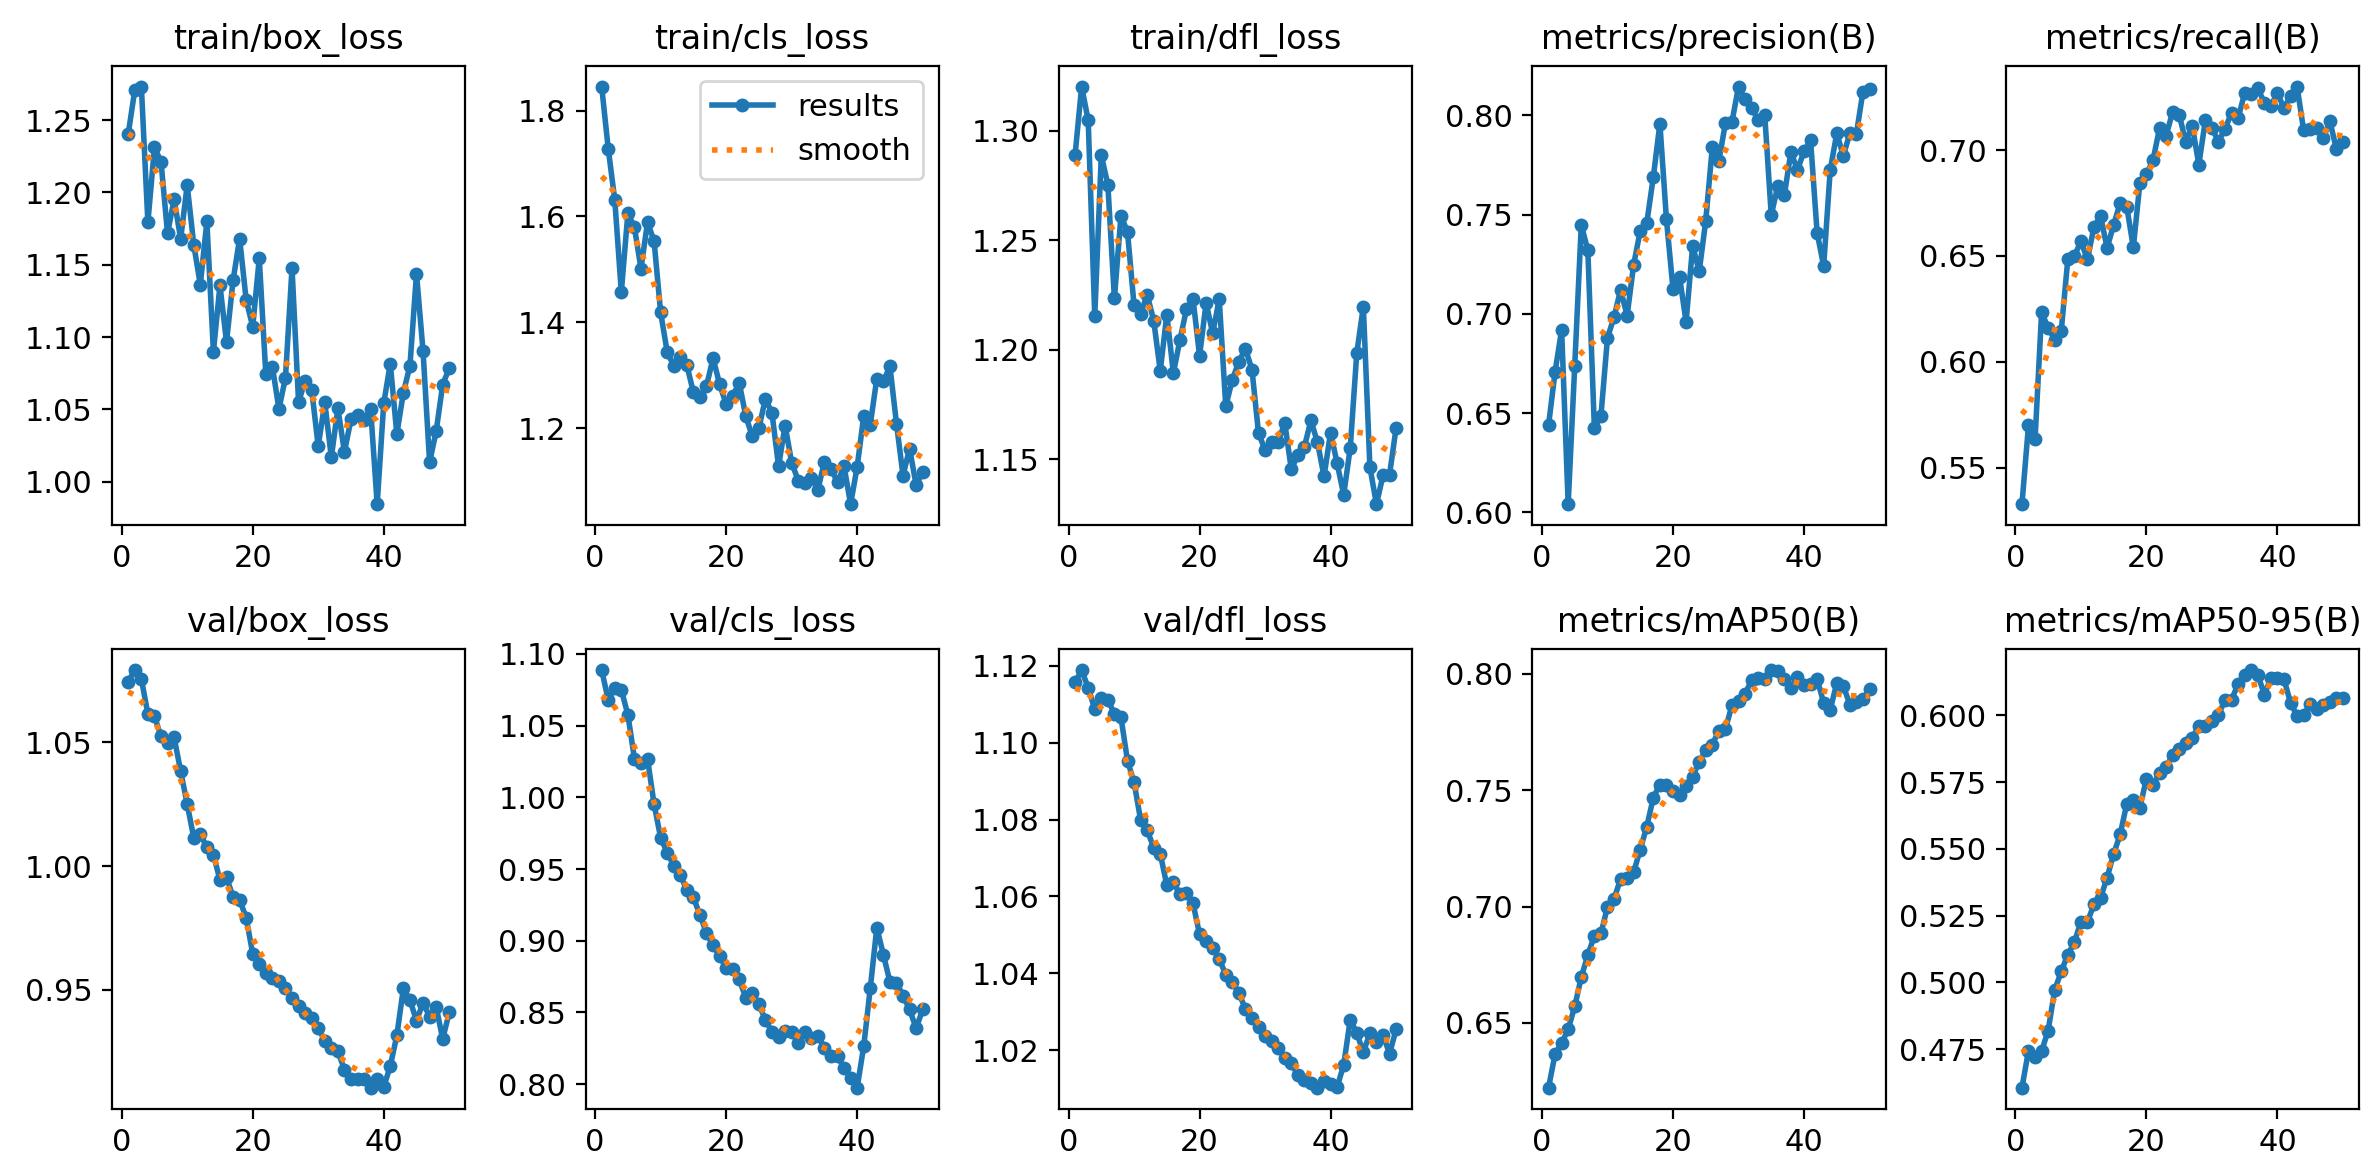 train/box_loss
1.25
1.20
1.15
1.10
1.05
1.00
0 20 40
train/cls_loss
results
smooth
1.8
1.6
1.4
1.2
0 20 40
train/dfl_loss
1.30
1.25
1.20
1.15
0 20 40
metrics/precision(B)
0.80
0.75
0.70
0.65
0.60
0 20 40
metrics/recall(B)
0.70
0.65
0.60
0.55
0 20 40
val/box_loss
1.05
1.00
0.95
0 20 40
val/cls_loss
1.10
1.05
1.00
0.95
0.90
0.85
0.80
0 20 40
val/dfl_loss
1.12
1.10
1.08
1.06
1.04
1.02
0 20 40
metrics/mAP50(B)
0.80
0.75
0.70
0.65
0 20 40
metrics/mAP50-95(B)
0.600
0.575
0.550
0.525
0.500
0.475
0 20 40